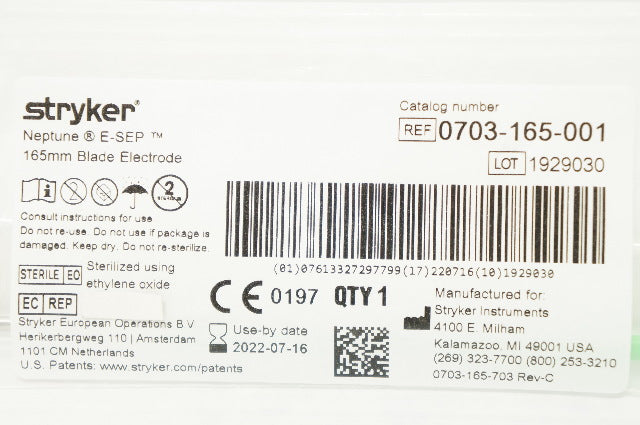 stryker®
Neptune ® E-SEP ™
165mm Blade Electrode
Catalog number
REF 0703-165-001
LOT 1929030
Consult instructions for use
Do not re-use. Do not use if package is
damaged. Keep dry. Do not re-sterilize.
(01)07613327297799(17)220716(10)1929030
STERILE EO
Sterilized using
ethylene oxide
EC REP
CE 0197 QTY 1
Manufactured for:
Stryker Instruments
4100 E. Milham
Kalamazoo, MI 49001 USA
(269) 323-7700 (800) 253-3210
0703-165-703 Rev-C
Stryker European Operations B.V.
Herikerbergweg 110 | Amsterdam
1101 CM Netherlands
U.S. Patents: www.stryker.com/patents
Use-by date
2022-07-16